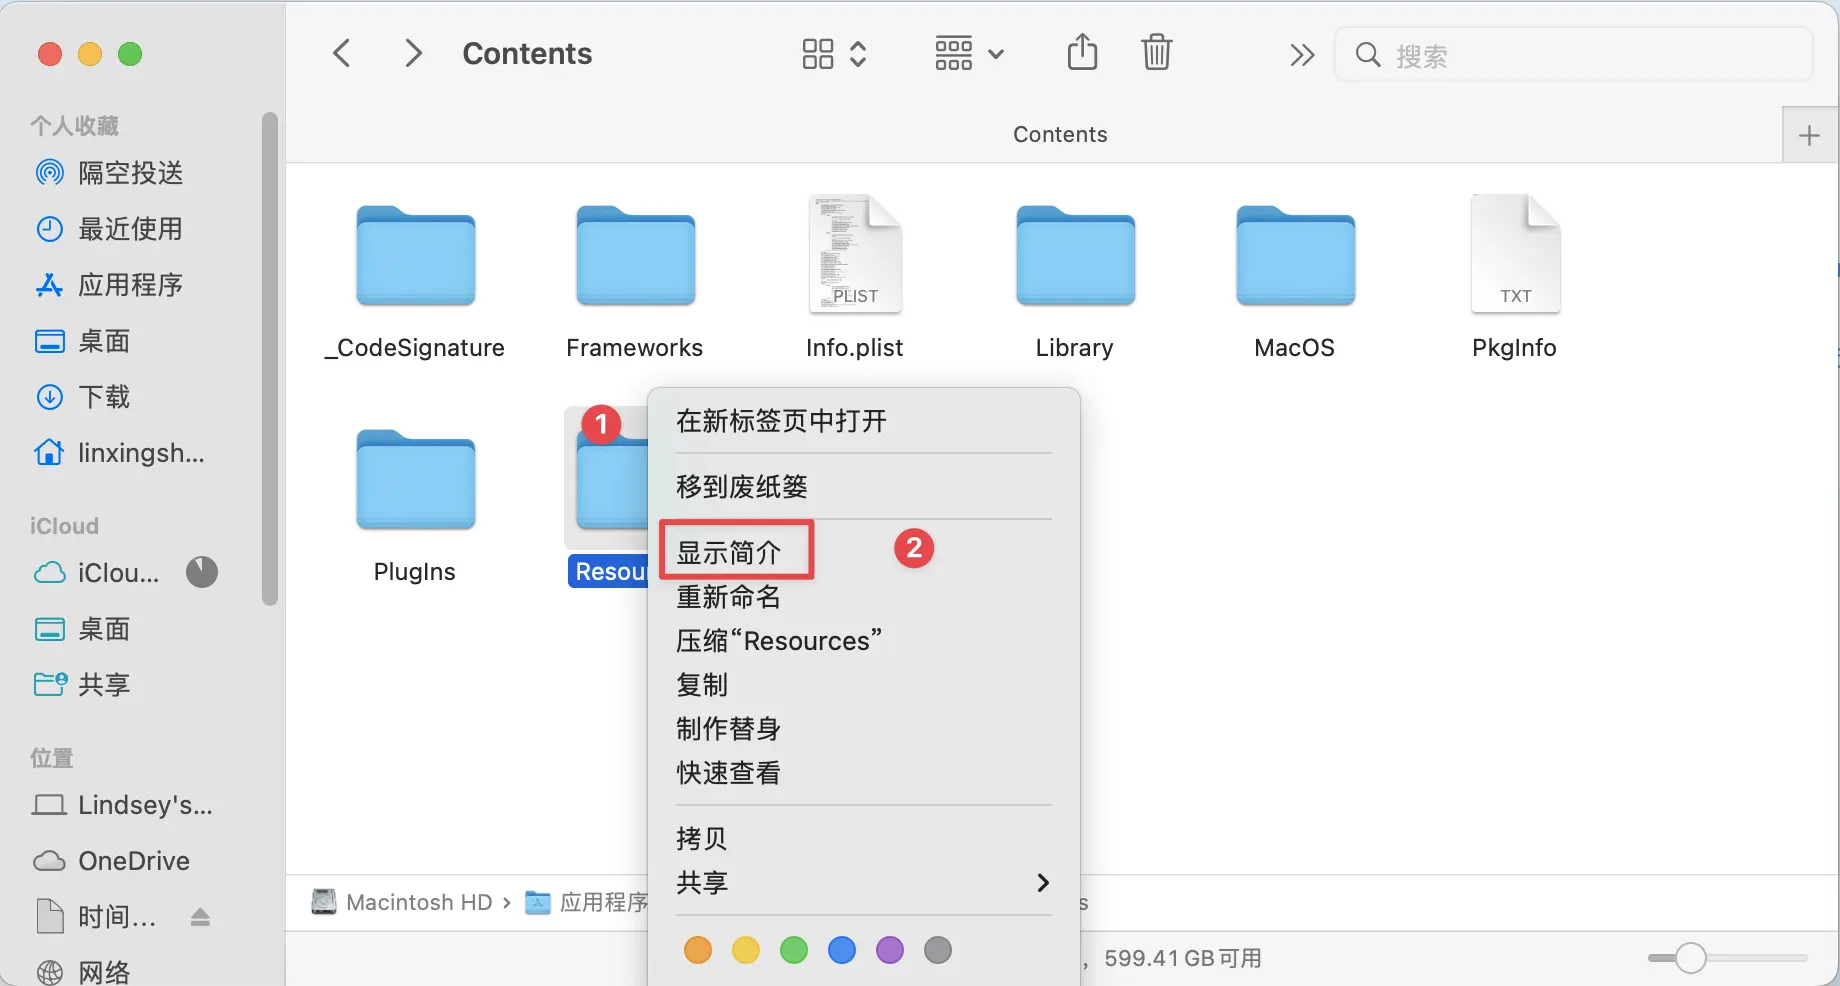 Contents
搜索
Contents
个人收藏
隔空投送
最近使用
应用程序
桌面
下载
linxingsh...
iCloud
iClou...
桌面
共享
位置
Lindsey's...
OneDrive
时间...
网络
PLIST
TXT
_CodeSignature
Frameworks
Info.plist
Library
MacOS
PkgInfo
PlugIns
1
Resour
在新标签页中打开
移到废纸篓
显示简介
2
重新命名
压缩“Resources”
复制
制作替身
快速查看
拷贝
共享
Macintosh HD
应用程序
s
, 599.41 GB可用